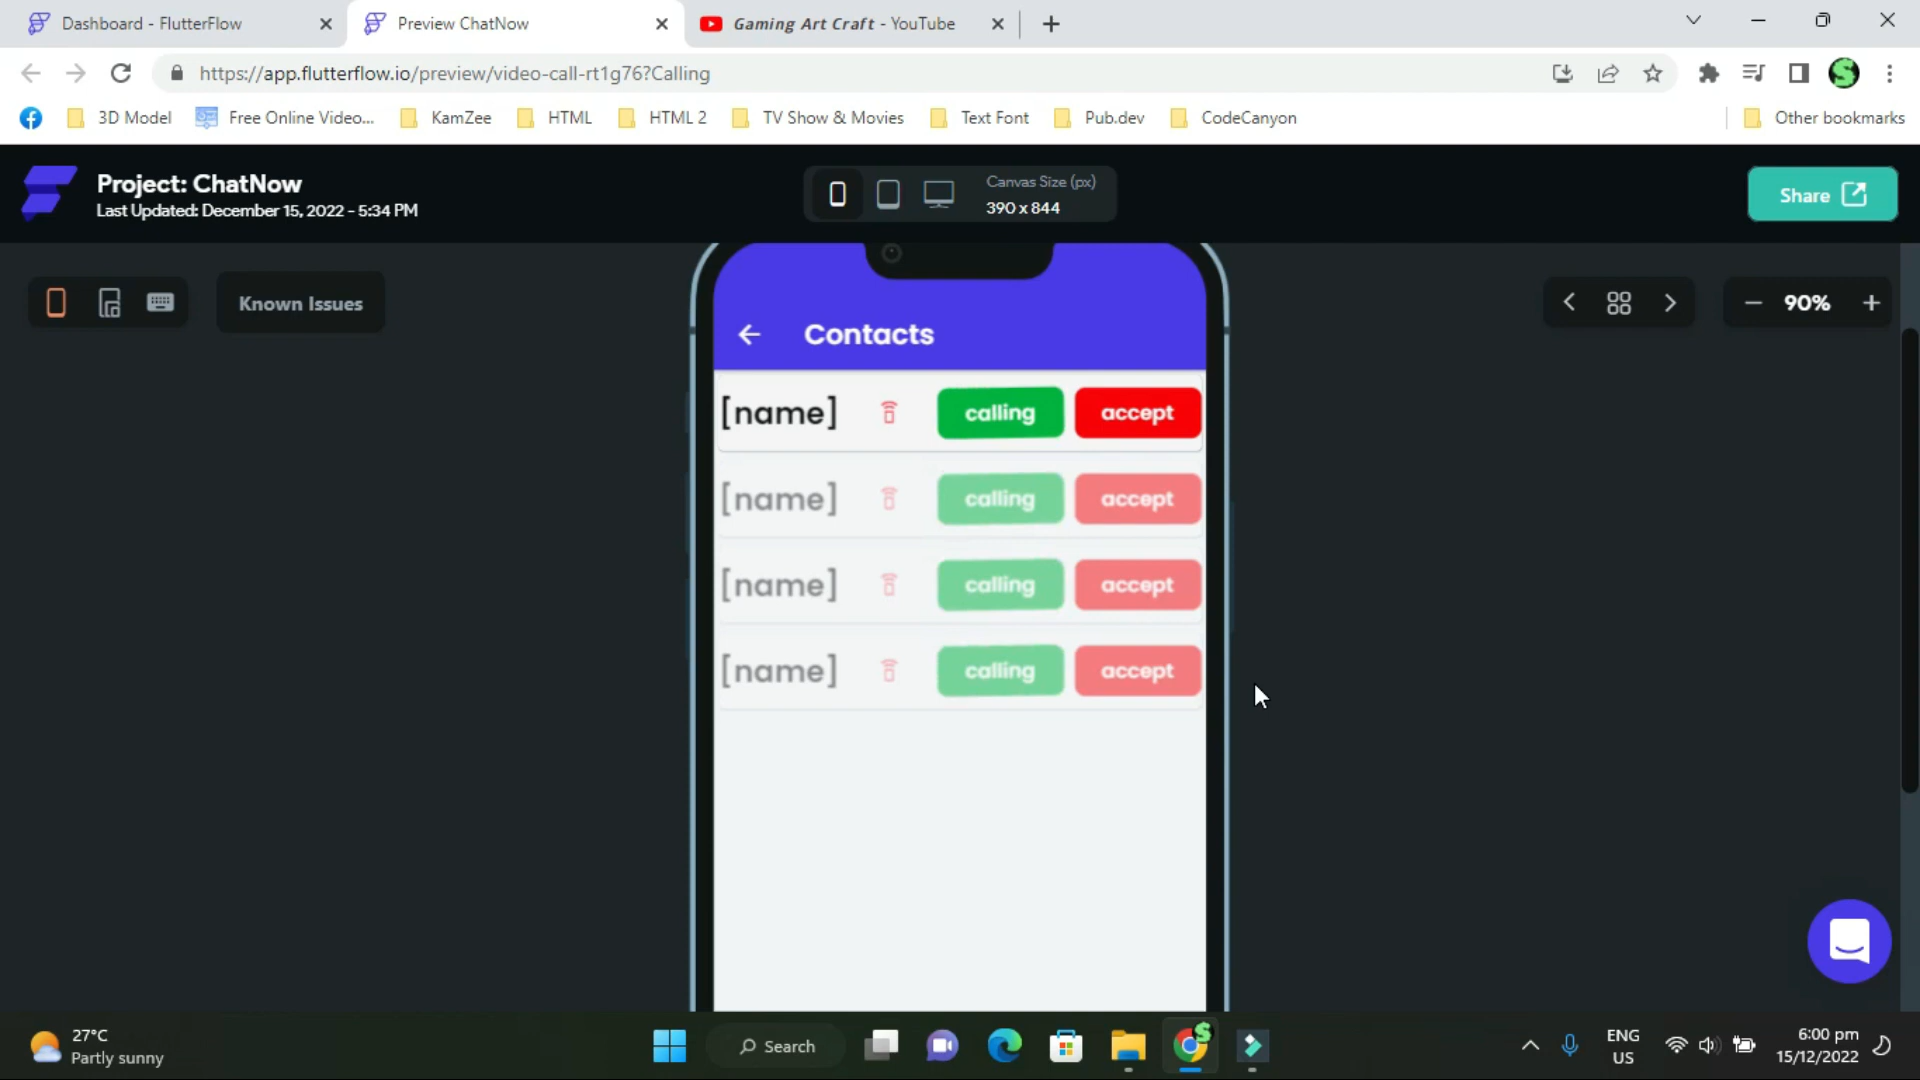 Dashboard - FlutterFlow
Preview ChatNow
Gaming Art Craft - YouTube
https://app.flutterflow.io/preview/video-call-rt1g76?Calling
3D Model
Free Online Video...
KamZee
HTML
HTML 2
TV Show & Movies
Text Font
Pub.dev
CodeCanyon
Other bookmarks
Project: ChatNow
Last Updated: December 15, 2022 - 5:34 PM
Canvas Size (px)
390 x 844
Share
Known Issues
90%
Contacts
[name] calling accept
[name] calling accept
[name] calling accept
[name] calling accept
27°C
Partly sunny
Search
ENG
US
6:00 pm
15/12/2022